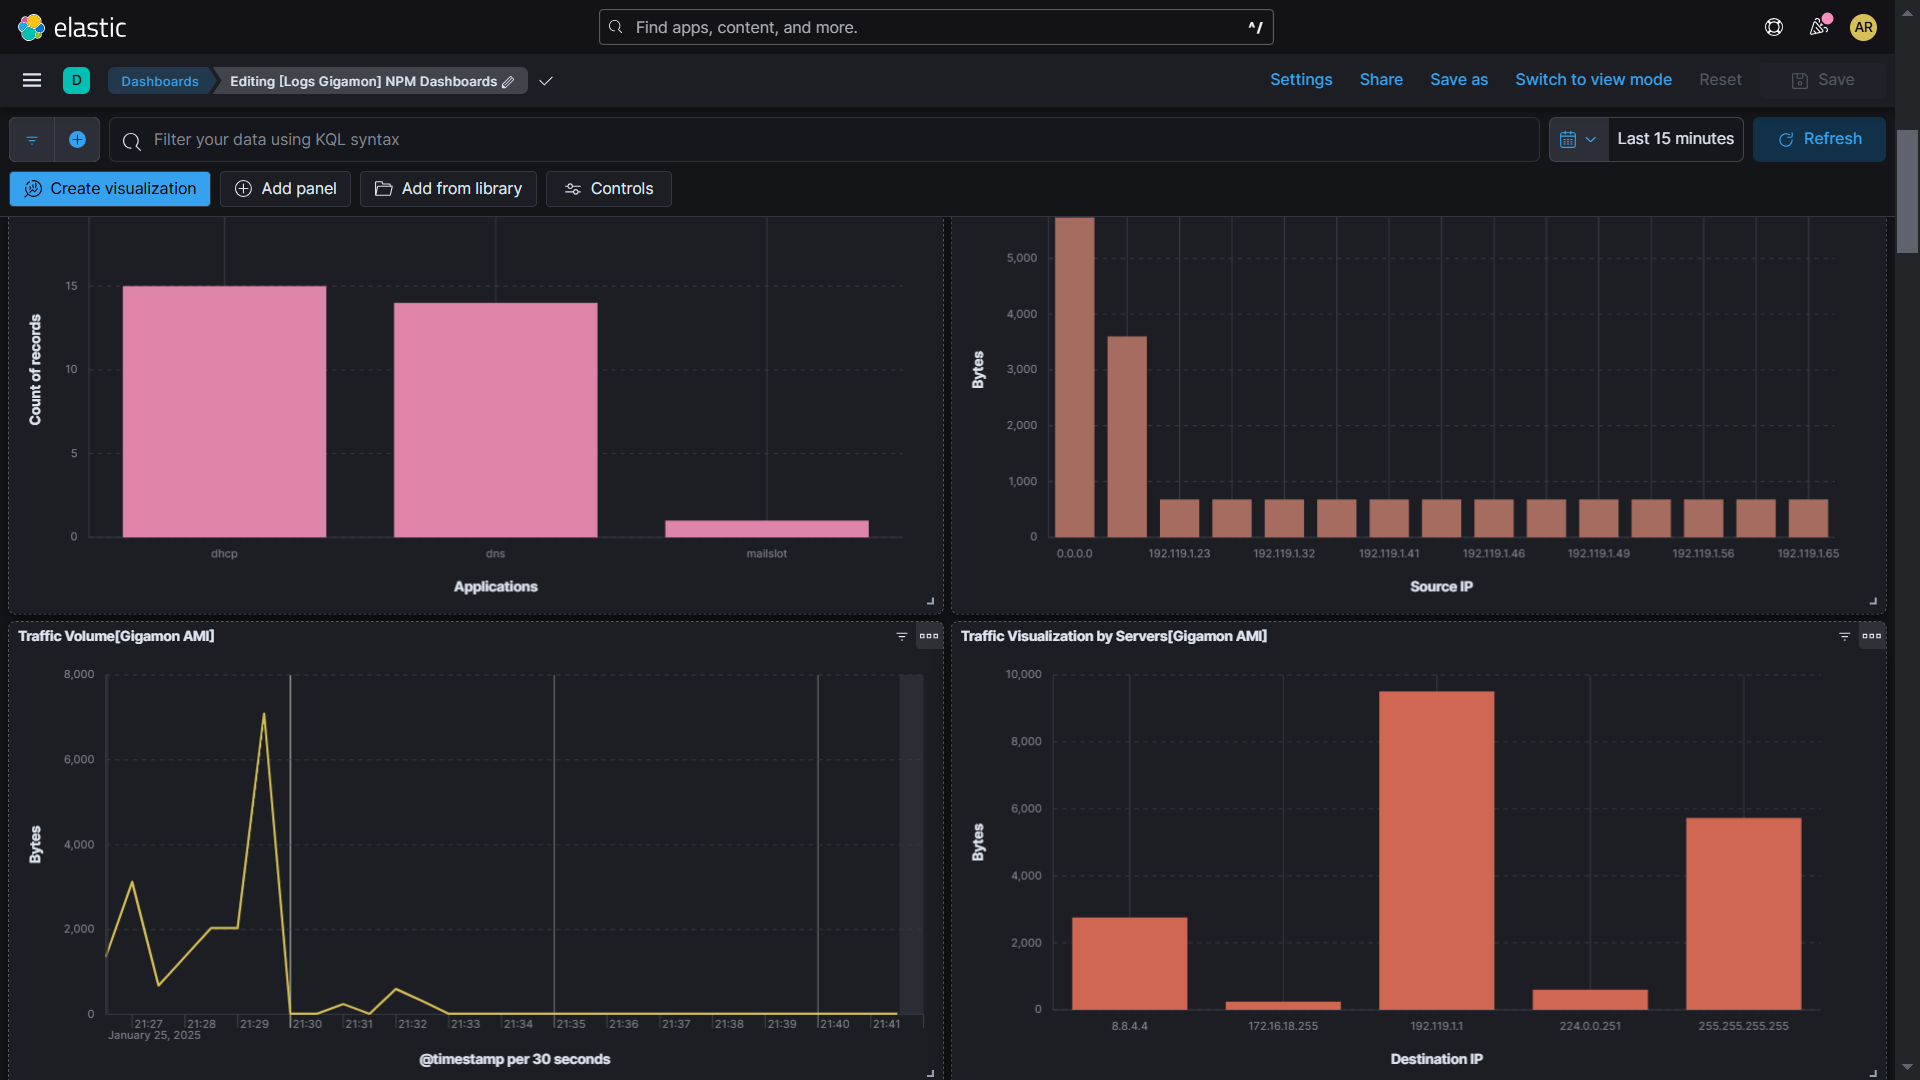 elastic
Find apps, content, and more.
^/
AR
D
Dashboards
Editing [Logs Gigamon] NPM Dashboards
Settings
Share
Save as
Switch to view mode
Reset
Save
Filter your data using KQL syntax
Last 15 minutes
Refresh
Create visualization
Add panel
Add from library
Controls
Count of records
15
10
5
0
dhcp
dns
mailslot
Applications
Bytes
5,000
4,000
3,000
2,000
1,000
0
0.0.0.0
192.119.1.23
192.119.1.32
192.119.1.41
192.119.1.46
192.119.1.49
192.119.1.56
192.119.1.65
Source IP
Traffic Volume[Gigamon AMI]
Bytes
8,000
6,000
4,000
2,000
0
21:27
21:28
21:29
21:30
21:31
21:32
21:33
21:34
21:35
21:36
21:37
21:38
21:39
21:40
21:41
January 25, 2025
@timestamp per 30 seconds
Traffic Visualization by Servers[Gigamon AMI]
Bytes
10,000
8,000
6,000
4,000
2,000
0
8.8.4.4
172.16.18.255
192.119.1.1
224.0.0.251
255.255.255.255
Destination IP